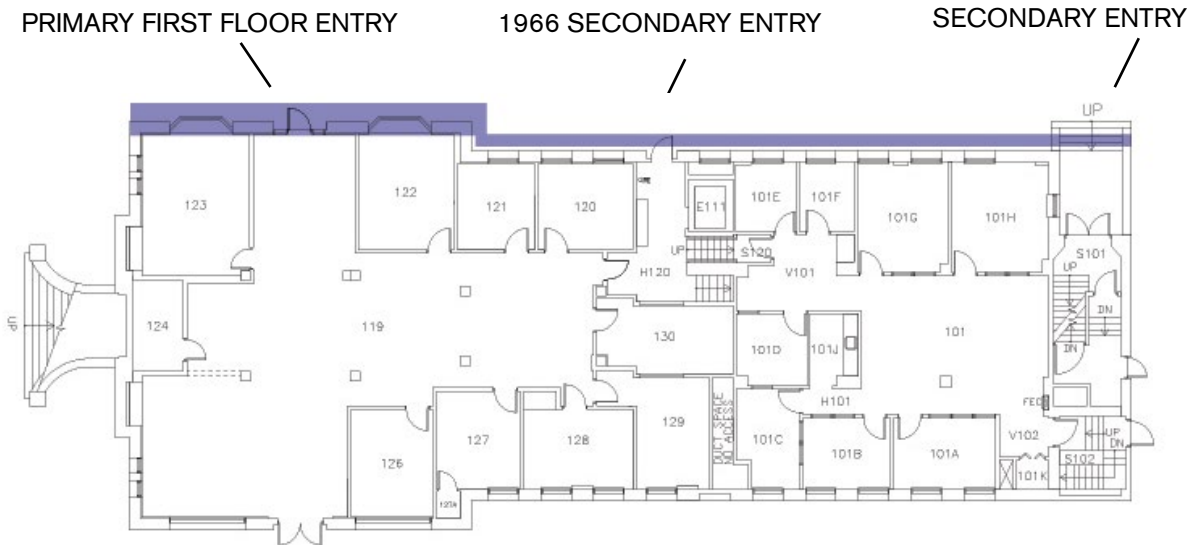 PRIMARY FIRST FLOOR ENTRY
1966 SECONDARY ENTRY
SECONDARY ENTRY
UP
123
122
121
120
E111
101E
101F
101G
101H
UP
S120
V101
H120
S101
UP
DN
DN
UP
124
119
130
101D
101J
101
H101
FEC
V102
UP
DN
S102
101K
126
127
127A
128
129
DUCT SPACE
NO ACCESS
101C
101B
101A